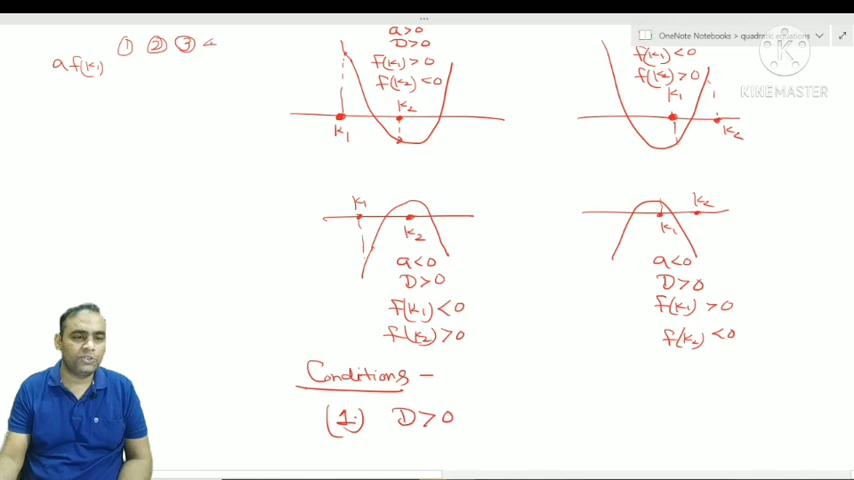 ① ② ③ 4
a f(k₁)
a>0
D>0
f(k₁) > 0
f(k₂) < 0
k₂
k₁
OneNote Notebooks > quadratic equations
f(k₁) < 0
f(k₂) > 0
k₁
k₂
KINEMASTER
k₁
k₂
a<0
D>0
f(k₁) < 0
f(k₂) > 0
k₂
k₁
a<0
D>0
f(k₁) > 0
f(k₂) < 0
Conditions –
(1.) D > 0